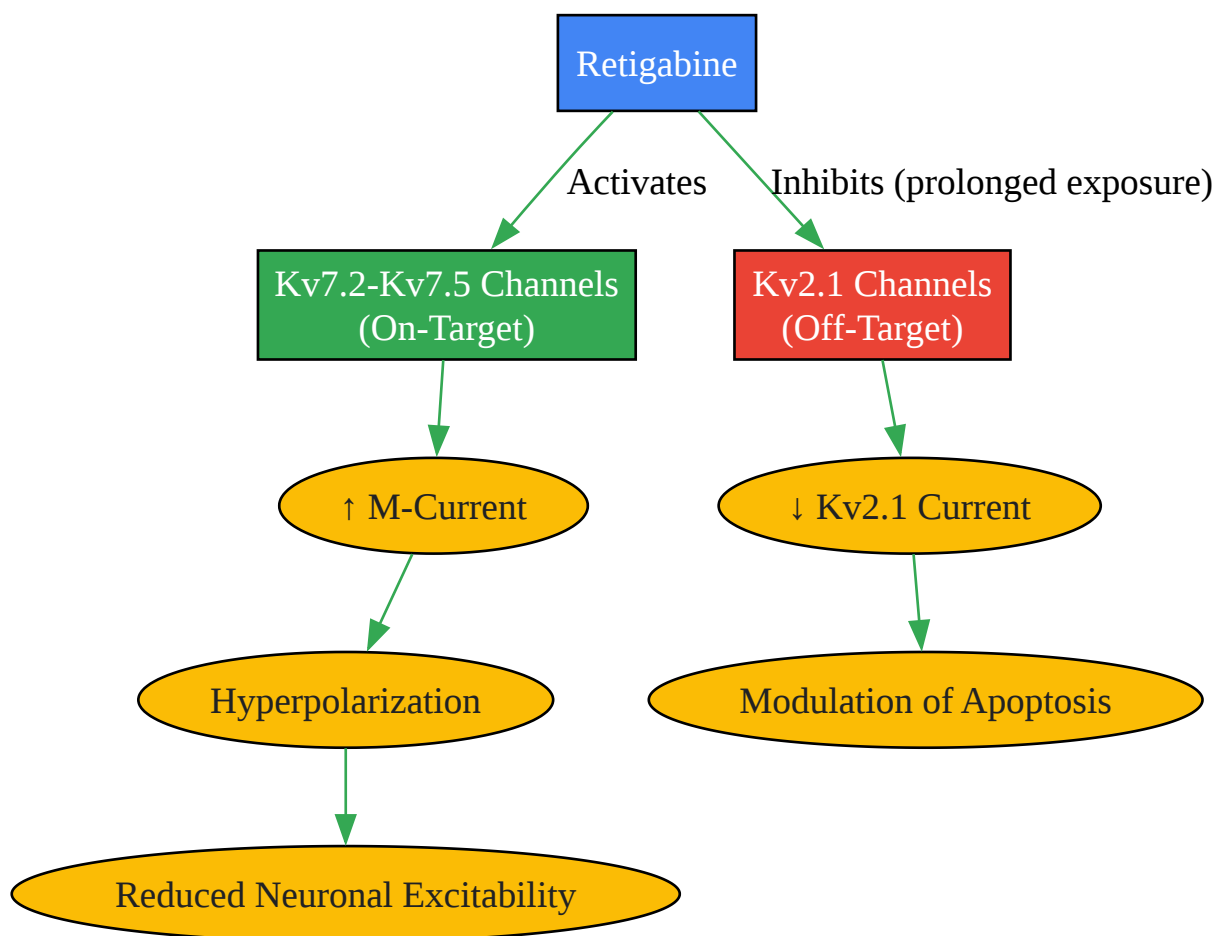 Retigabine
Activates
Inhibits (prolonged exposure)
Kv7.2-Kv7.5 Channels
(On-Target)
Kv2.1 Channels
(Off-Target)
↑ M-Current
↓ Kv2.1 Current
Hyperpolarization
Modulation of Apoptosis
Reduced Neuronal Excitability